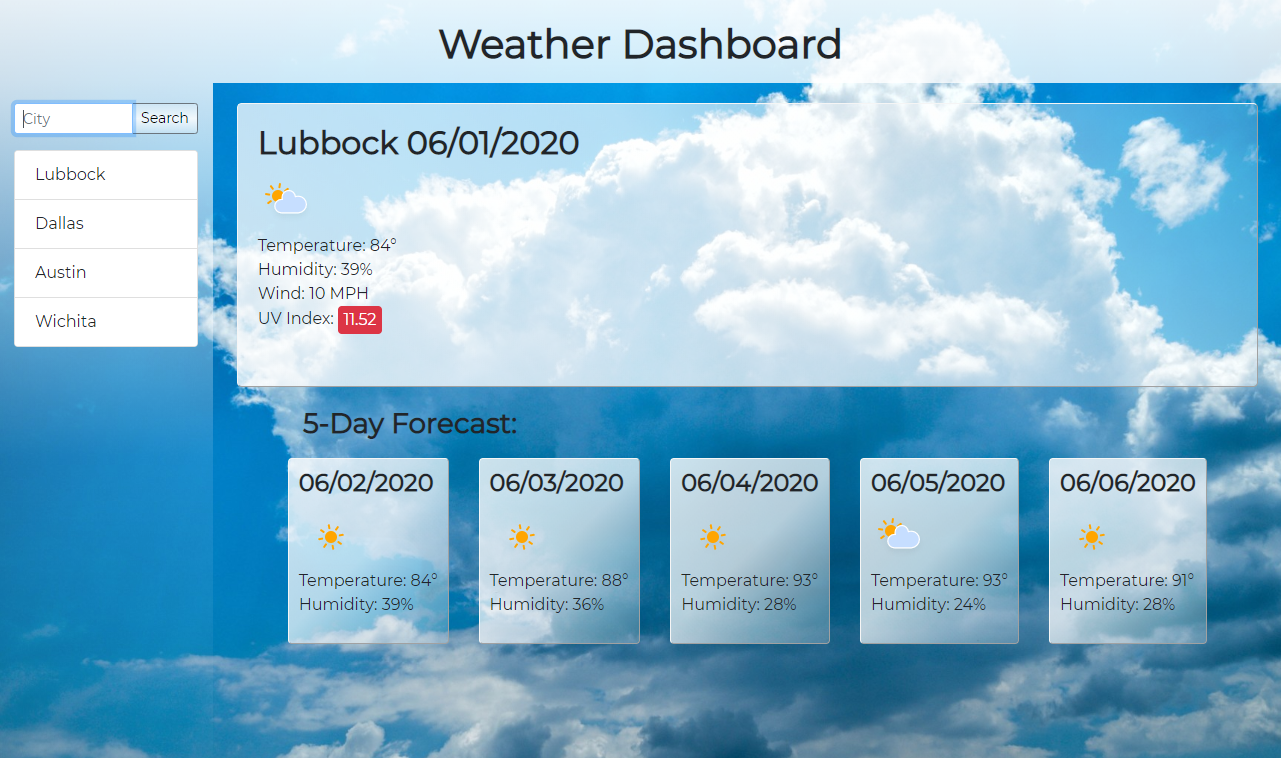 Weather Dashboard
City
Search
Lubbock
Dallas
Austin
Wichita
Lubbock 06/01/2020
Temperature: 84°
Humidity: 39%
Wind: 10 MPH
UV Index: 11.52
5-Day Forecast:
06/02/2020
Temperature: 84°
Humidity: 39%
06/03/2020
Temperature: 88°
Humidity: 36%
06/04/2020
Temperature: 93°
Humidity: 28%
06/05/2020
Temperature: 93°
Humidity: 24%
06/06/2020
Temperature: 91°
Humidity: 28%